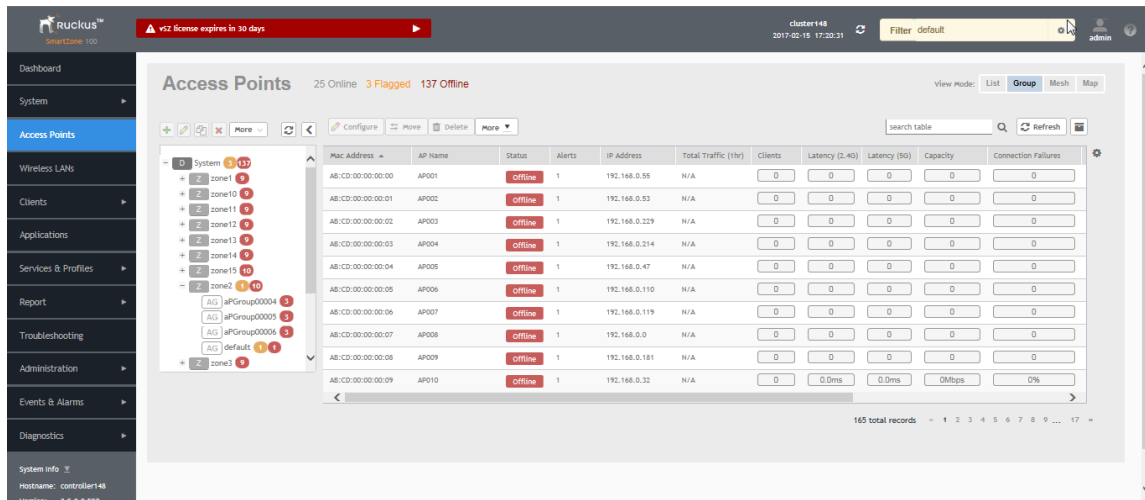 Ruckus™
SmartZone 100
vSZ license expires in 30 days
cluster148
2017-02-15 17:20:31
Filter default
admin
Dashboard
System
Access Points
Wireless LANs
Clients
Applications
Services & Profiles
Report
Troubleshooting
Administration
Events & Alarms
Diagnostics
System Info
Hostname: controller148
Access Points 25 Online 3 Flagged 137 Offline
View Mode: List Group Mesh Map
More
Configure Move Delete More
search table
Refresh
D System 3 137
Z zone1 9
Z zone10 9
Z zone11 9
Z zone12 9
Z zone13 9
Z zone14 9
Z zone15 10
Z zone2 1 10
AG aPGroup00004 3
AG aPGroup00005 3
AG aPGroup00006 3
AG default 1 1
Z zone3 9
Mac Address AP Name Status Alerts IP Address Total Traffic (1hr) Clients Latency (2.4G) Latency (5G) Capacity Connection Failures
AB:CD:00:00:00:00 AP001 Offline 1 192.168.0.55 N/A 0 0 0 0 0
AB:CD:00:00:00:01 AP002 Offline 1 192.168.0.53 N/A 0 0 0 0 0
AB:CD:00:00:00:02 AP003 Offline 1 192.168.0.229 N/A 0 0 0 0 0
AB:CD:00:00:00:03 AP004 Offline 1 192.168.0.214 N/A 0 0 0 0 0
AB:CD:00:00:00:04 AP005 Offline 1 192.168.0.47 N/A 0 0 0 0 0
AB:CD:00:00:00:05 AP006 Offline 1 192.168.0.110 N/A 0 0 0 0 0
AB:CD:00:00:00:06 AP007 Offline 1 192.168.0.119 N/A 0 0 0 0 0
AB:CD:00:00:00:07 AP008 Offline 1 192.168.0.0 N/A 0 0 0 0 0
AB:CD:00:00:00:08 AP009 Offline 1 192.168.0.181 N/A 0 0 0 0 0
AB:CD:00:00:00:09 AP010 Offline 1 192.168.0.32 N/A 0 0.0ms 0.0ms 0Mbps 0%
165 total records « 1 2 3 4 5 6 7 8 9 ... 17 »